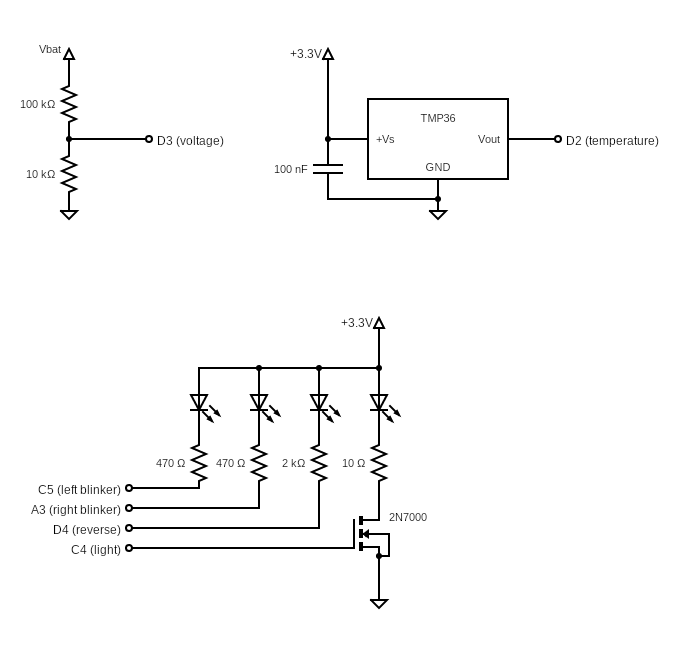 Vbat
100 kΩ
D3 (voltage)
10 kΩ
+3.3V
TMP36
+Vs
Vout
GND
D2 (temperature)
100 nF
+3.3V
470 Ω
470 Ω
2 kΩ
10 Ω
C5 (left blinker)
A3 (right blinker)
D4 (reverse)
C4 (light)
2N7000